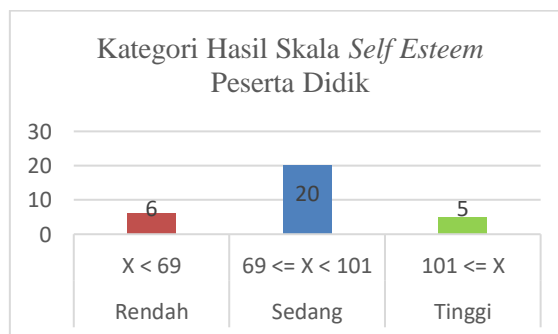 Kategori Hasil Skala Self Esteem
Peserta Didik
30
20
10
0
6
20
5
X < 69
69 <= X < 101
101 <= X
Rendah
Sedang
Tinggi